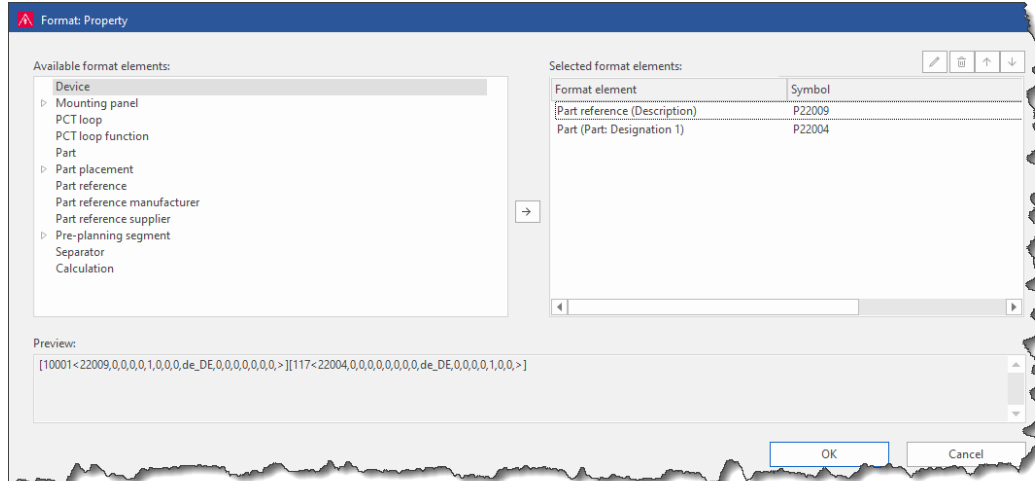 Format: Property
Available format elements:
Device
Mounting panel
PCT loop
PCT loop function
Part
Part placement
Part reference
Part reference manufacturer
Part reference supplier
Pre-planning segment
Separator
Calculation
Selected format elements:
Format element Symbol
Part reference (Description) P22009
Part (Part: Designation 1) P22004
Preview:
[10001<22009,0,0,0,0,1,0,0,0,de_DE,0,0,0,0,0,0,0,>][117<22004,0,0,0,0,0,0,0,0,de_DE,0,0,0,0,1,0,0,>]
OK Cancel